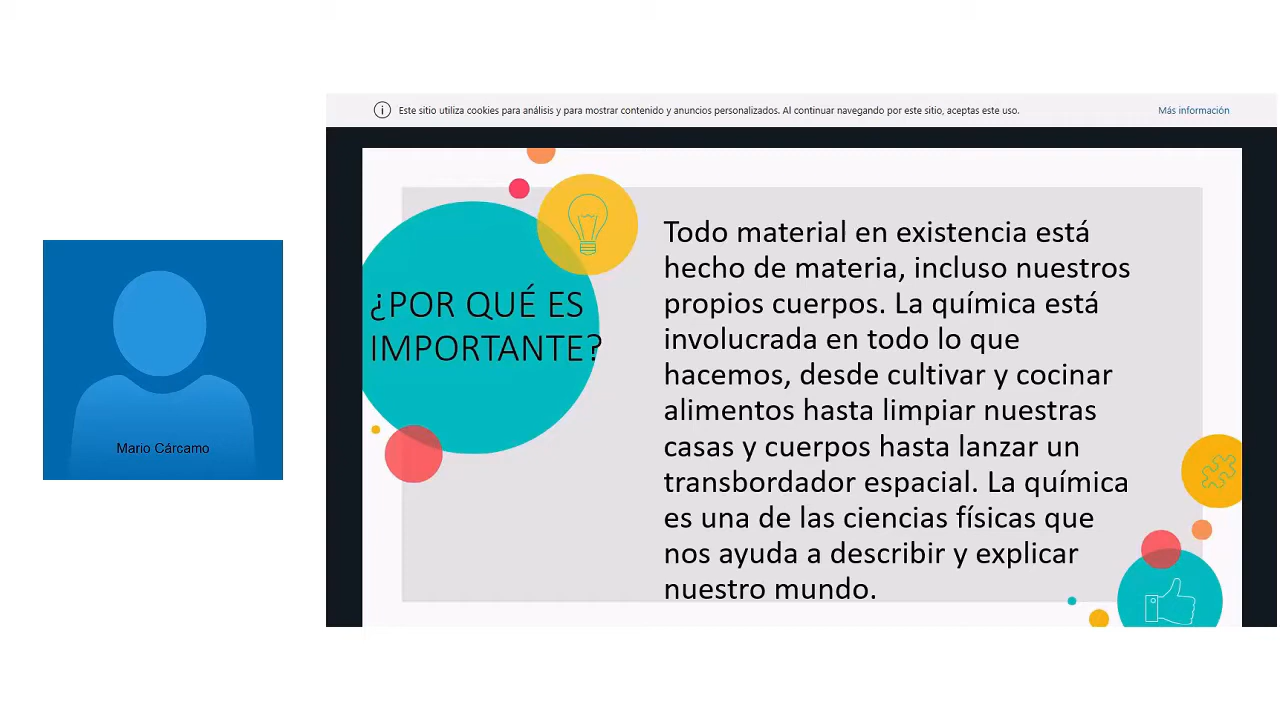 Este sitio utiliza cookies para análisis y para mostrar contenido y anuncios personalizados. Al continuar navegando por este sitio, aceptas este uso.
Más información
¿POR QUÉ ES
IMPORTANTE?
Todo material en existencia está
hecho de materia, incluso nuestros
propios cuerpos. La química está
involucrada en todo lo que
hacemos, desde cultivar y cocinar
alimentos hasta limpiar nuestras
casas y cuerpos hasta lanzar un
transbordador espacial. La química
es una de las ciencias físicas que
nos ayuda a describir y explicar
nuestro mundo.
Mario Cárcamo